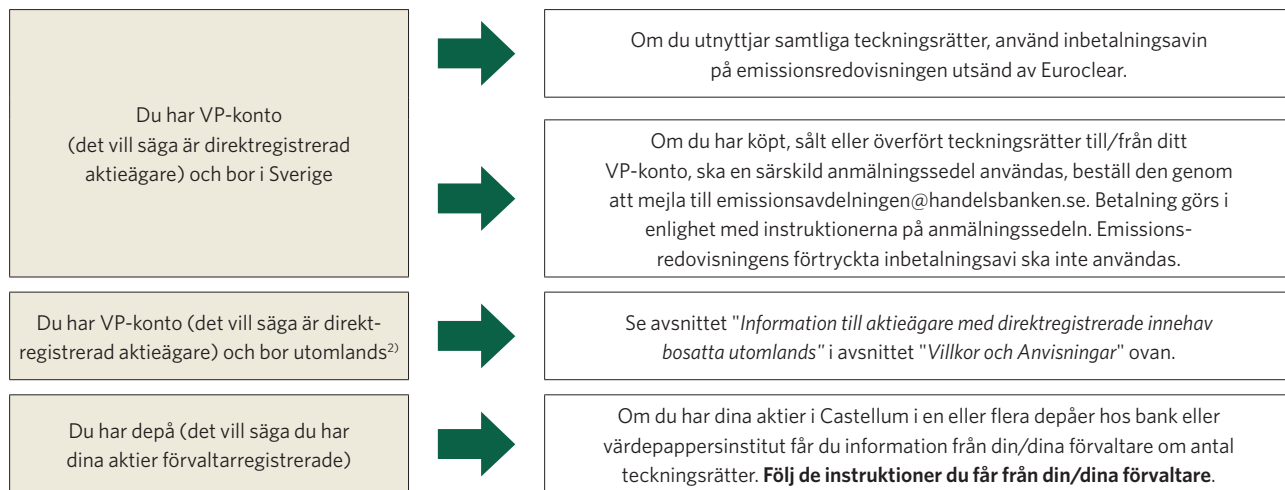 Du har VP-konto
(det vill säga är direktregistrerad
aktieägare) och bor i Sverige
Om du utnyttjar samtliga teckningsrätter, använd inbetalningsavin
på emissionsredovisningen utsänd av Euroclear.
Om du har köpt, sålt eller överfört teckningsrätter till/från ditt
VP-konto, ska en särskild anmälningssedel användas, beställ den genom
att mejla till emissionsavdelningen@handelsbanken.se. Betalning görs i
enlighet med instruktionerna på anmälningssedeln. Emissions-
redovisningens förtryckta inbetalningsavi ska inte användas.
Du har VP-konto (det vill säga är direkt-
registrerad aktieägare) och bor utomlands²⁾
Se avsnittet "Information till aktieägare med direktregistrerade innehav
bosatta utomlands" i avsnittet "Villkor och Anvisningar" ovan.
Du har depå (det vill säga du har
dina aktier förvaltarregistrerade)
Om du har dina aktier i Castellum i en eller flera depåer hos bank eller
värdepappersinstitut får du information från din/dina förvaltare om antal
teckningsrätter. Följ de instruktioner du får från din/dina förvaltare.